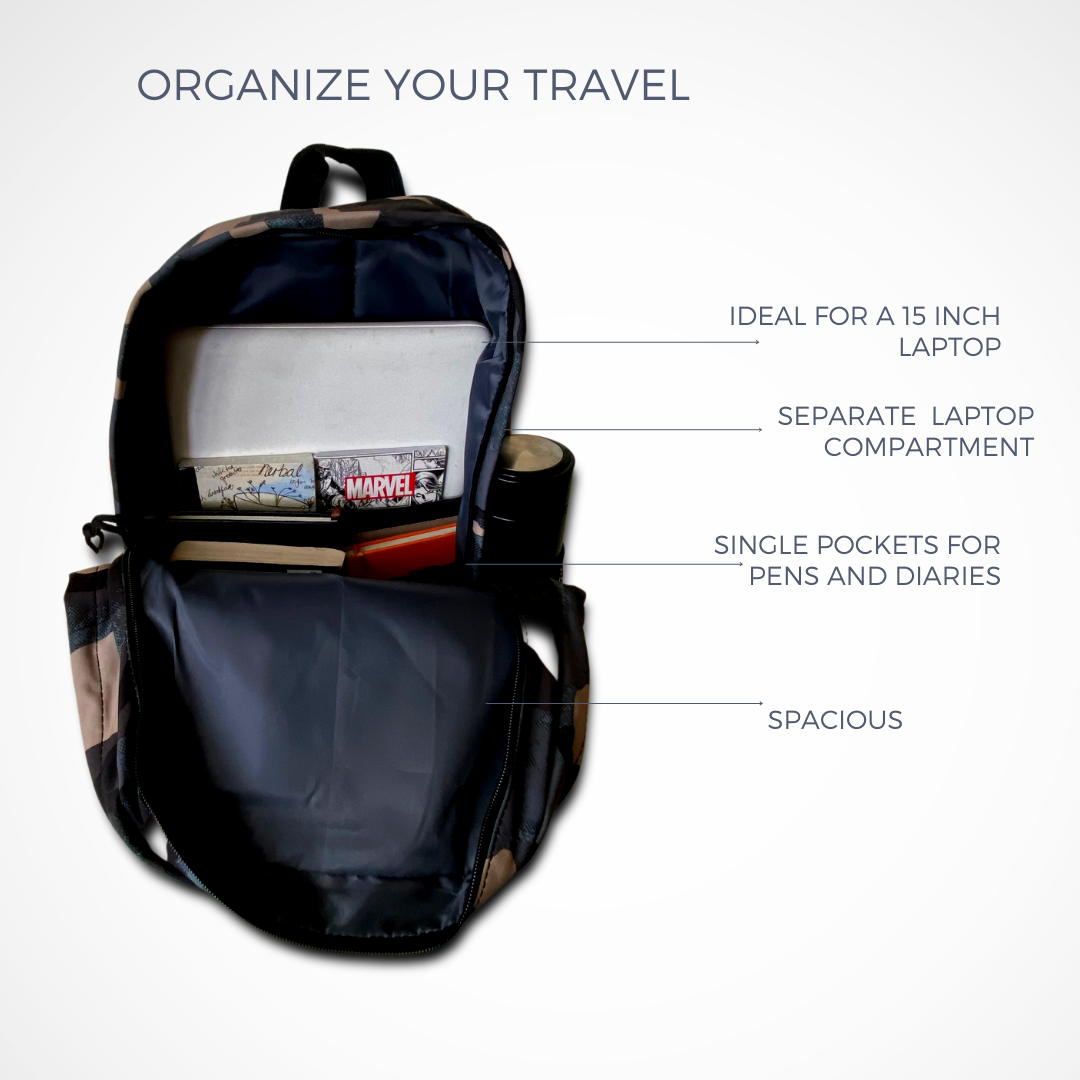 ORGANIZE YOUR TRAVEL
IDEAL FOR A 15 INCH
LAPTOP
SEPARATE LAPTOP
COMPARTMENT
Herbal
MARVEL
SINGLE POCKETS FOR
PENS AND DIARIES
SPACIOUS